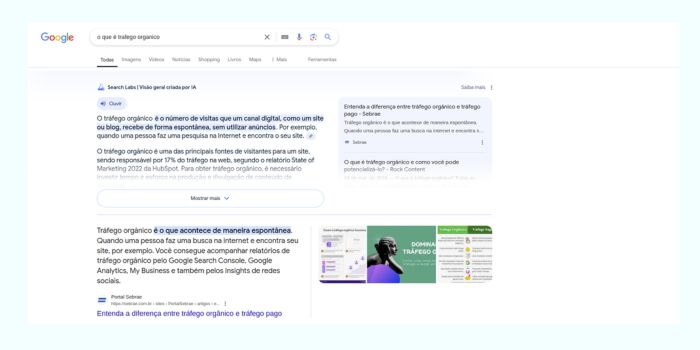 Google
o que é trafego organico
Todas Imagens Vídeos Notícias Shopping Livros Maps Mais Ferramentas
Search Labs | Visão geral criada por IA
Saiba mais
Ouvir
O tráfego orgânico é o número de visitas que um canal digital, como um site
ou blog, recebe de forma espontânea, sem utilizar anúncios. Por exemplo,
quando uma pessoa faz uma pesquisa na Internet e encontra o seu site.
O tráfego orgânico é uma das principais fontes de visitantes para um site,
sendo responsável por 17% do tráfego na web, segundo o relatório State of
Marketing 2022 da HubSpot. Para obter tráfego orgânico, é necessário
investir tempo e esforço na produção e divulgação de conteúdo de
Mostrar mais
Entenda a diferença entre tráfego orgânico e tráfego
pago - Sebrae
Tráfego orgânico é o que acontece de maneira espontânea.
Quando uma pessoa faz uma busca na internet e encontra o s...
Sebrae
O que é tráfego orgânico e como você pode
potencializá-lo? - Rock Content
Tráfego orgânico é o que acontece de maneira espontânea.
Quando uma pessoa faz uma busca na internet e encontra seu
site, por exemplo. Você consegue acompanhar relatórios de
tráfego orgânico pelo Google Search Console, Google
Analytics, My Business e também pelos insights de redes
sociais.
DOMINA
TRÁFEGO O
Tráfego Orgânico
Tráfego Pago
Portal Sebrae
https://sebrae.com.br › sites › PortalSebrae › artigos › e...
Entenda a diferença entre tráfego orgânico e tráfego pago